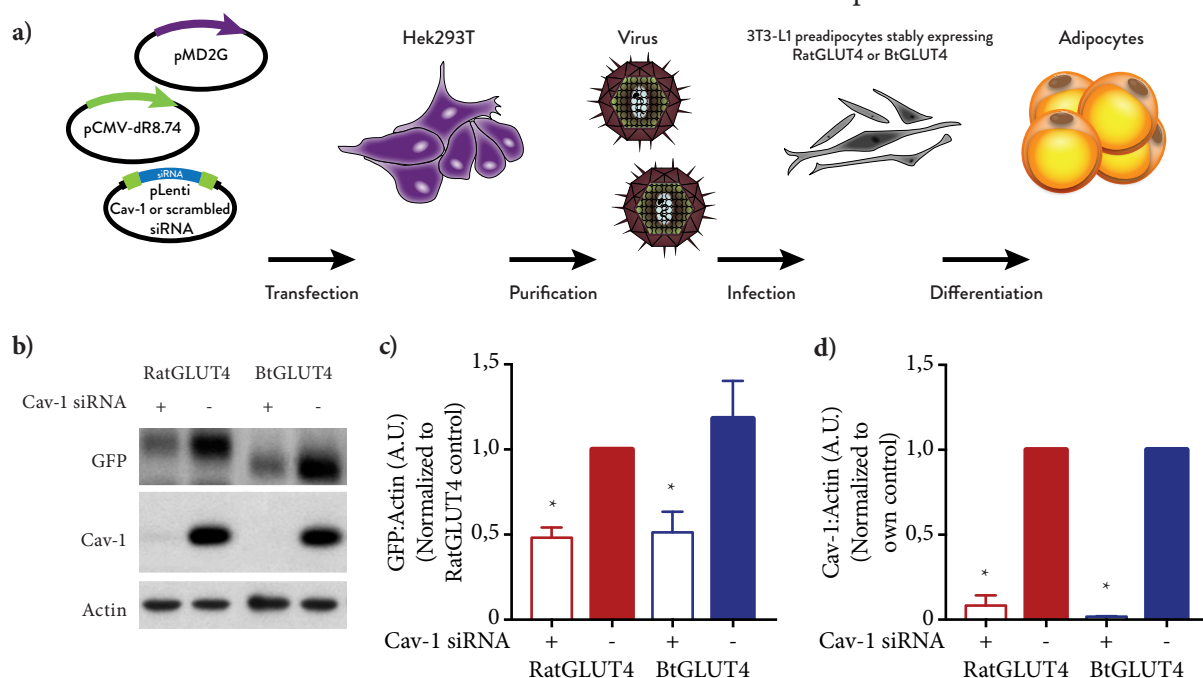 a)
pMD2G
pCMV-dR8.74
siRNA
pLenti
Cav-1 or scrambled
siRNA
Hek293T
Virus
3T3-L1 preadipocytes stably expressing
RatGLUT4 or BtGLUT4
Adipocytes
Transfection
Purification
Infection
Differentiation
b)
RatGLUT4 BtGLUT4
Cav-1 siRNA + - + -
GFP
Cav-1
Actin
c)
GFP:Actin (A.U.)
(Normalized to
RatGLUT4 control)
1,5
1,0
0,5
0
* *
Cav-1 siRNA + - + -
RatGLUT4 BtGLUT4
d)
Cav-1:Actin (A.U.)
(Normalized to
own control)
1,5
1,0
0,5
0
* *
Cav-1 siRNA + - + -
RatGLUT4 BtGLUT4